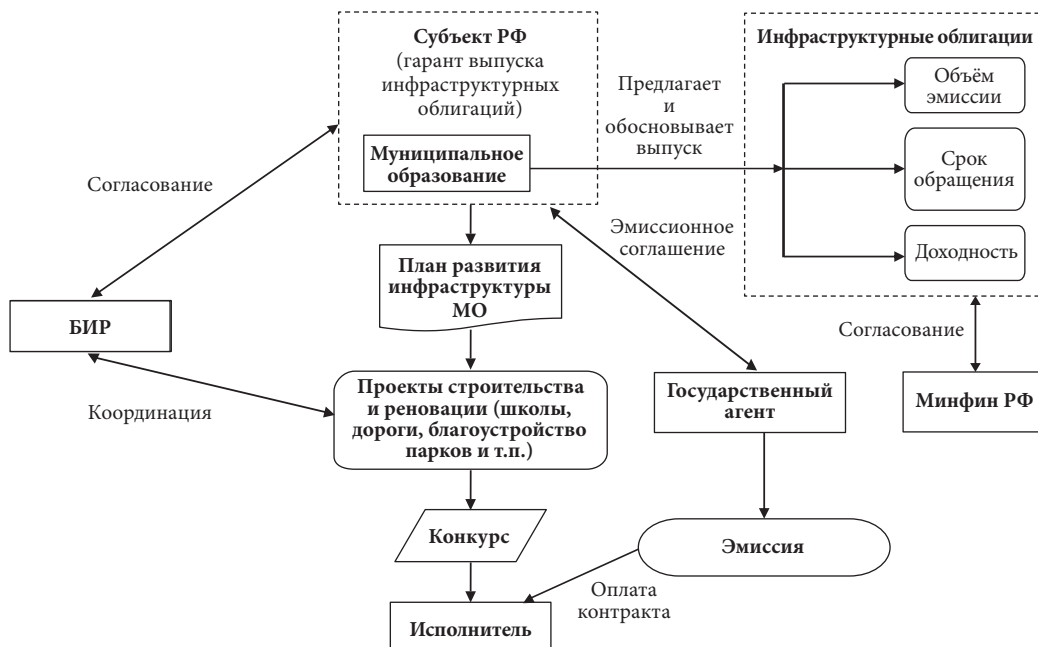 Субъект РФ
(гарант выпуска
инфраструктурных
облигаций)
Муниципальное
образование
Предлагает
и
обосновывает
выпуск
Инфраструктурные облигации
Объём
эмиссии
Срок
обращения
Доходность
Согласование
Эмиссионное
соглашение
План развития
инфраструктуры
МО
БИР
Согласование
Координация
Проекты строительства
и реновации (школы,
дороги, благоустройство
парков и т.п.)
Государственный
агент
Минфин РФ
Конкурс
Эмиссия
Оплата
контракта
Исполнитель